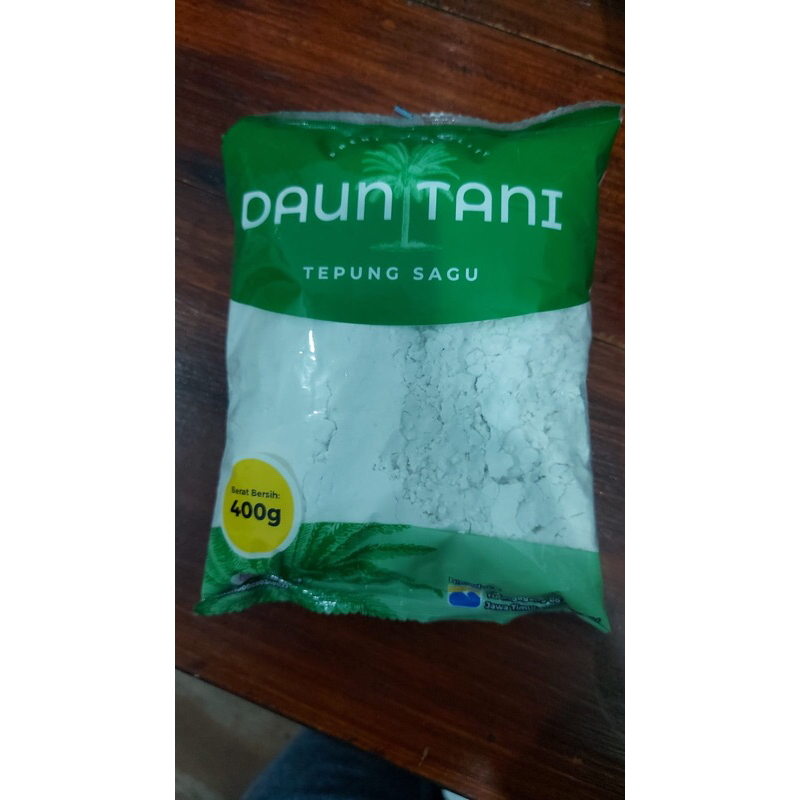 DAUN TANI
TEPUNG SAGU
Berat Bersih:
400g
Jawa Timur